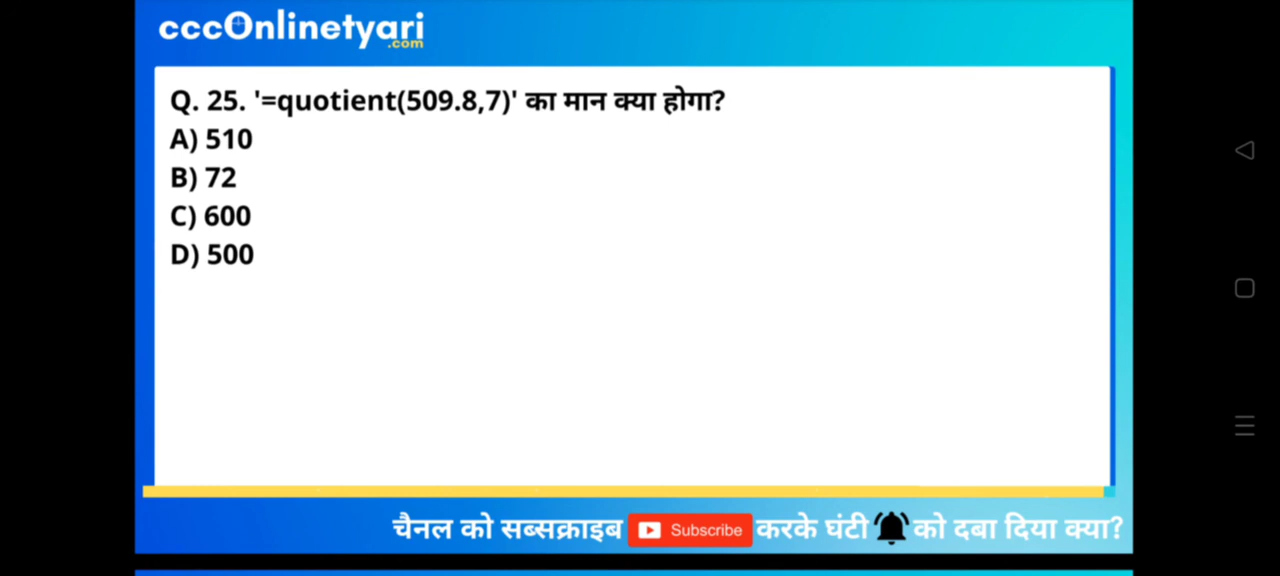 cccOnlinetyari
.com
Q. 25. '=quotient(509.8,7)' का मान क्या होगा?
A) 510
B) 72
C) 600
D) 500
चैनल को सब्सक्राइब Subscribe करके घंटी को दबा दिया क्या?